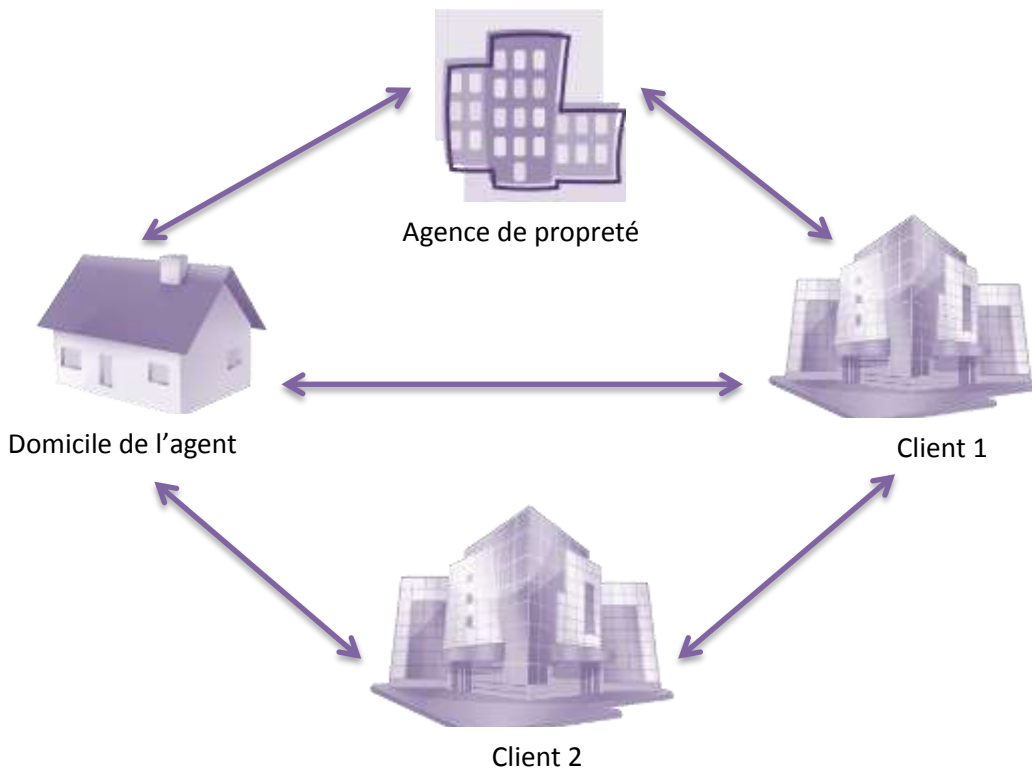 Agence de propreté
Domicile de l’agent
Client 1
Client 2